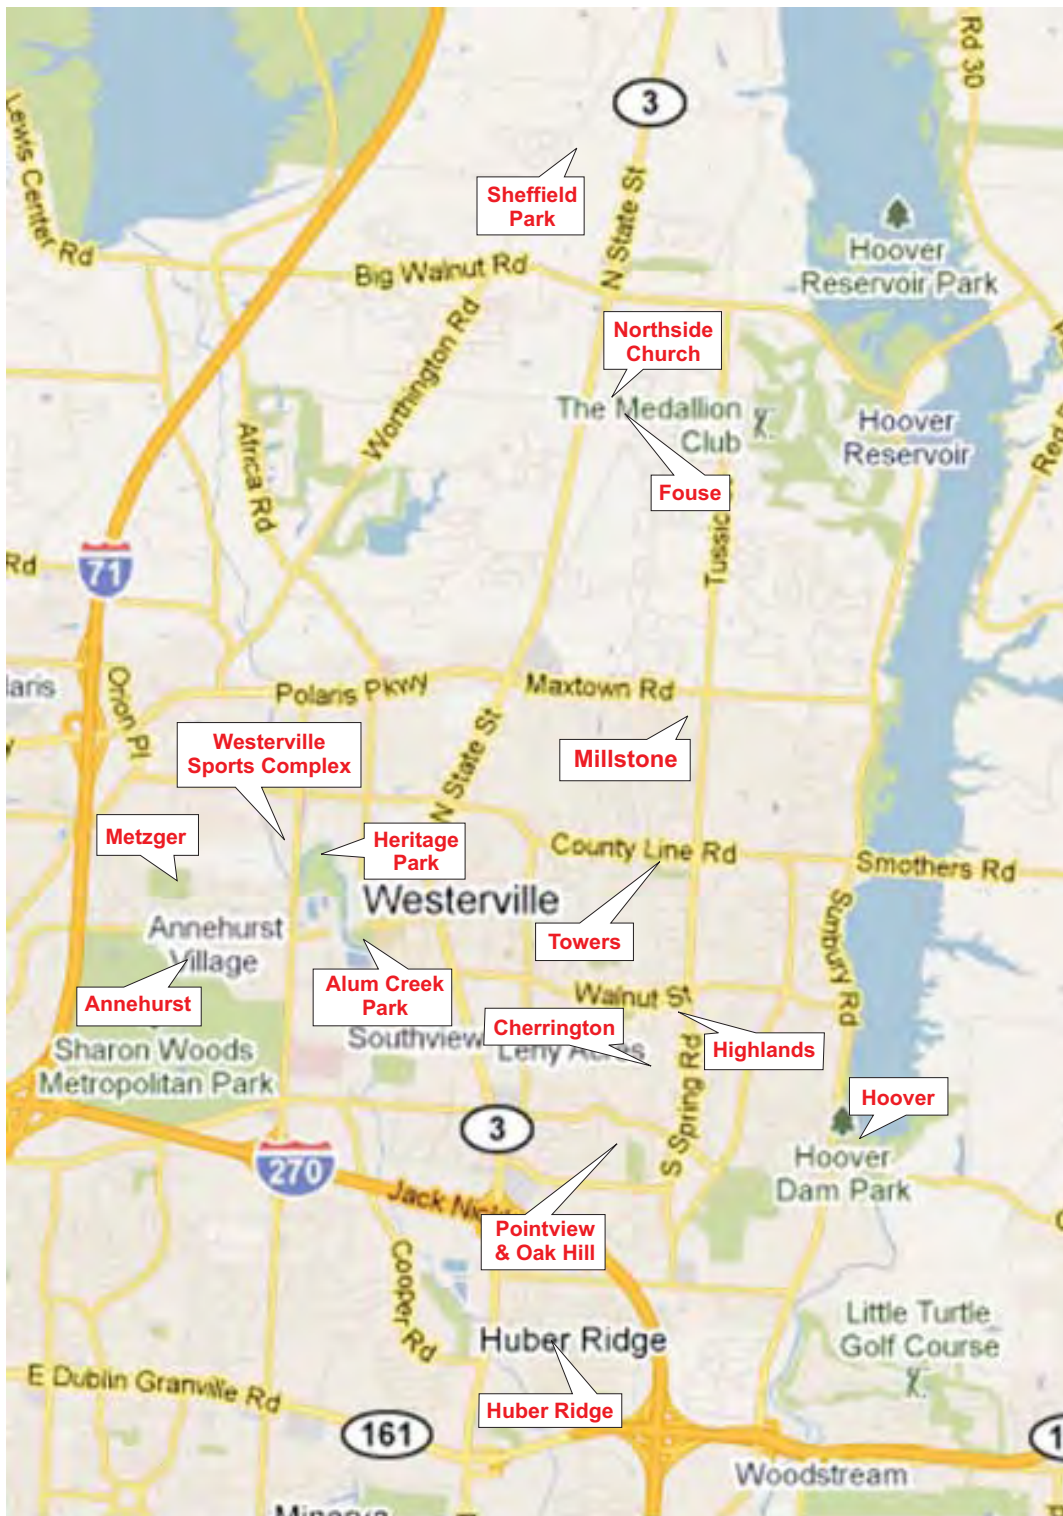 Rd 30
3
Lewis Center Rd
Sheffield
Park
N State St
Hoover
Reservoir Park
Big Walnut Rd
Northside
Church
Worthington Rd
The Medallion
Club
Hoover
Reservoir
Africa Rd
Fouse
Tussic
Rd
71
Orion Pl
Polaris Pkwy
Maxtown Rd
laris
Westerville
Sports Complex
N State St
Millstone
Metzger
Heritage
Park
County Line Rd
Smothers Rd
Westerville
Sunbury Rd
Annehurst
Village
Towers
Annehurst
Alum Creek
Park
Walnut St
Cherrington
Southview
Highlands
Sharon Woods
Metropolitan Park
S Spring Rd
Hoover
3
270
Hoover
Dam Park
Jack
Pointview
& Oak Hill
Cooper Rd
Little Turtle
Golf Course
Huber Ridge
E Dublin Granville Rd
Huber Ridge
161
Woodstream